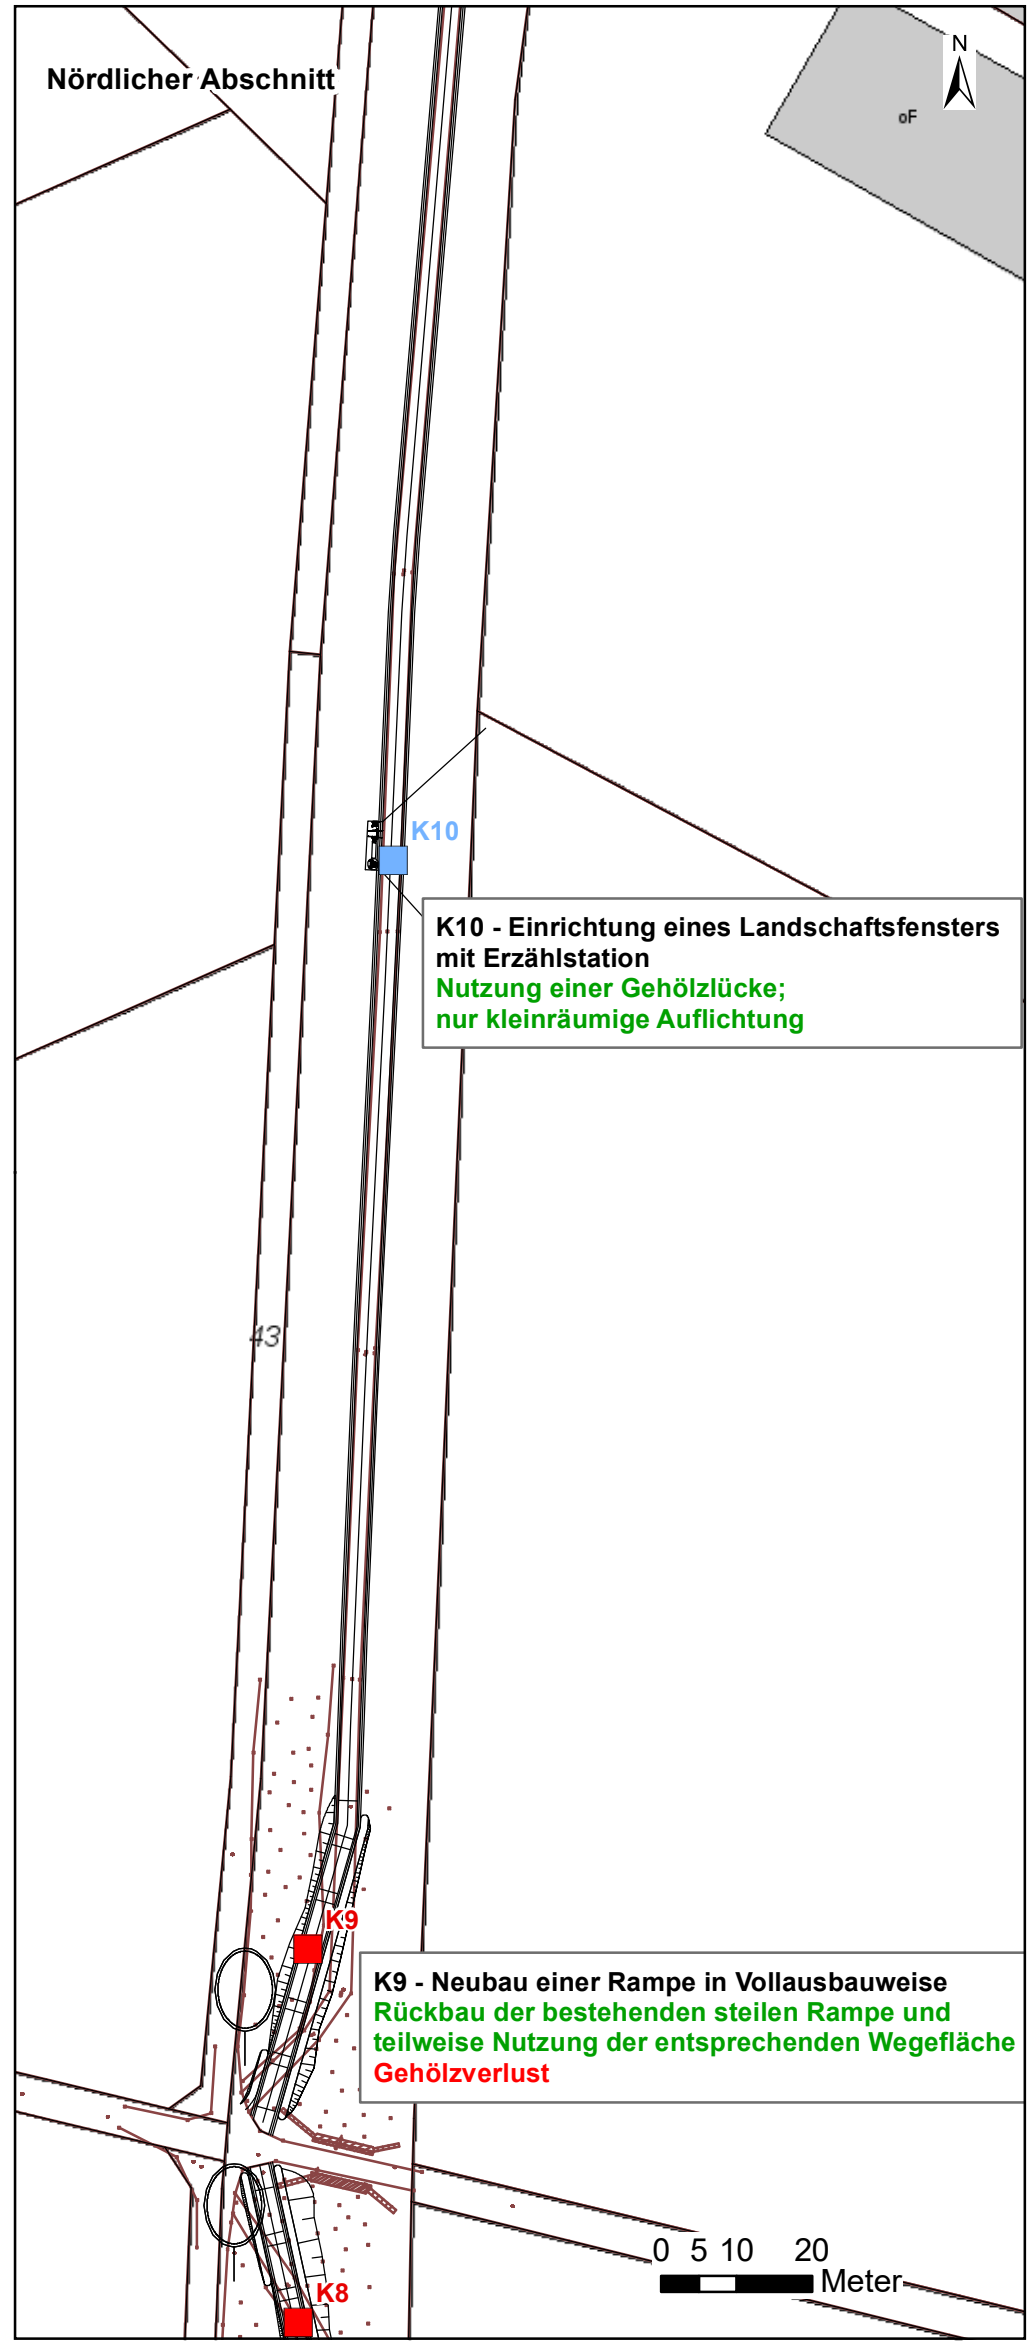 Nördlicher Abschnitt
N
oF
K10
K10 - Einrichtung eines Landschaftsfensters
mit Erzählstation
Nutzung einer Gehölzlücke;
nur kleinräumige Auflichtung
43
K9
K9 - Neubau einer Rampe in Vollausbauweise
Rückbau der bestehenden steilen Rampe und
teilweise Nutzung der entsprechenden Wegefläche
Gehölzverlust
0 5 10 20
Meter
K8